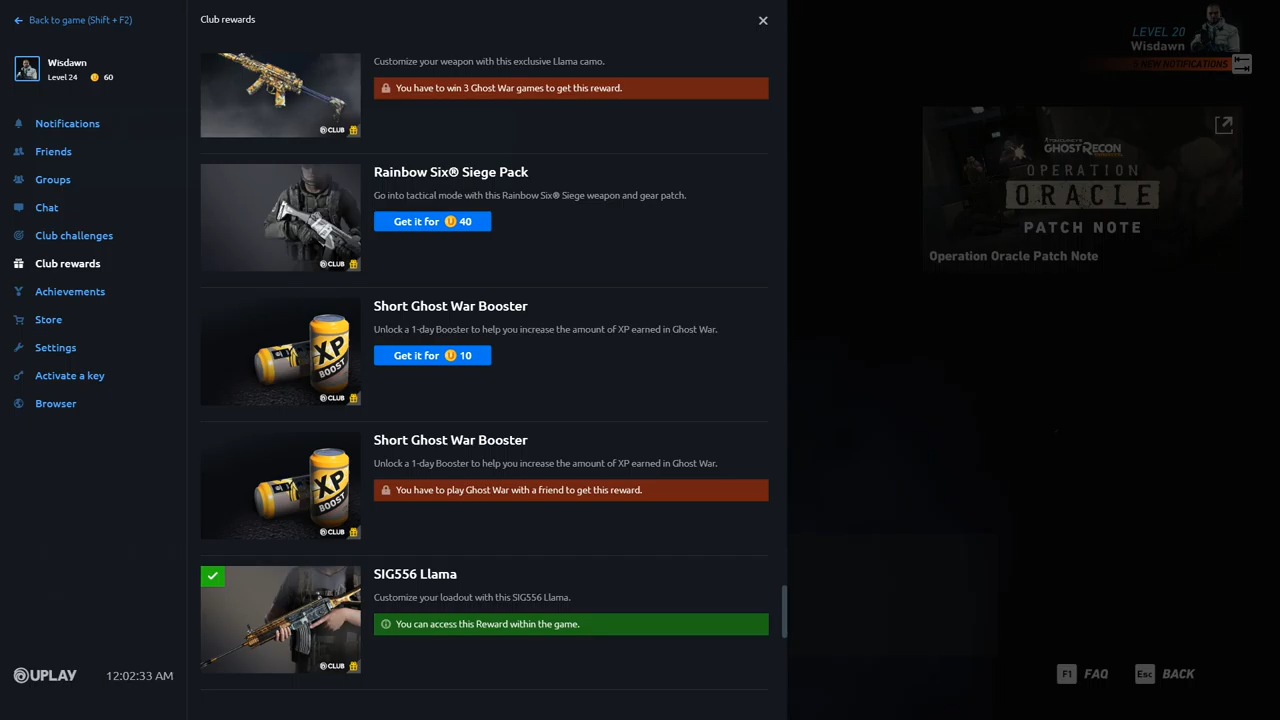 Back to game (Shift + F2)
Wisdawn
Level 24 60
Notifications
Friends
Groups
Chat
Club challenges
Club rewards
Achievements
Store
Settings
Activate a key
Browser
UPLAY 12:02:33 AM
Club rewards
Customize your weapon with this exclusive Llama camo.
You have to win 3 Ghost War games to get this reward.
CLUB
Rainbow Six® Siege Pack
Go into tactical mode with this Rainbow Six® Siege weapon and gear patch.
Get it for 40
CLUB
Short Ghost War Booster
Unlock a 1-day Booster to help you increase the amount of XP earned in Ghost War.
Get it for 10
XP
BOOST
CLUB
Short Ghost War Booster
Unlock a 1-day Booster to help you increase the amount of XP earned in Ghost War.
You have to play Ghost War with a friend to get this reward.
XP
BOOST
CLUB
SIG556 Llama
Customize your loadout with this SIG556 Llama.
You can access this Reward within the game.
CLUB
LEVEL 20
Wisdawn
5 NEW NOTIFICATIONS
GHOST RECON
OPERATION
ORACLE
PATCH NOTE
Operation Oracle Patch Note
F1 FAQ Esc BACK